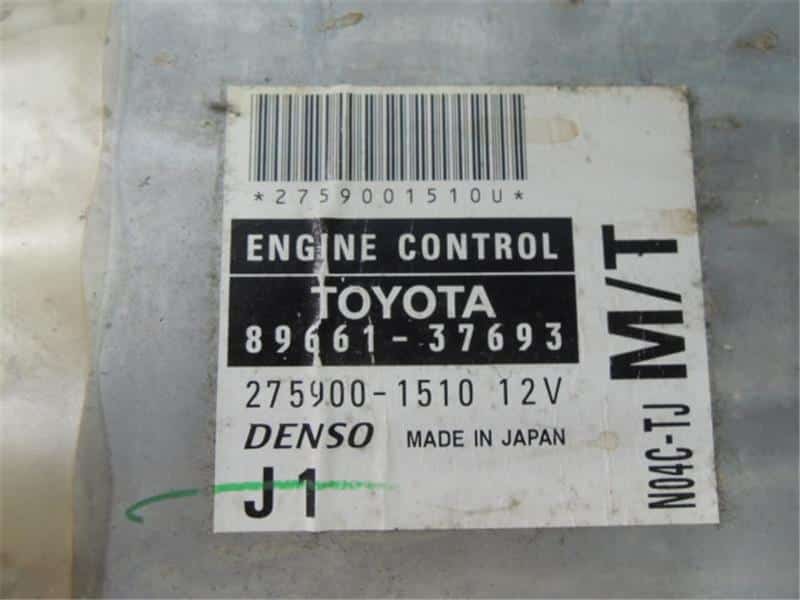 *2759001510U*
ENGINE CONTROL
TOYOTA
89661-37693
275900-1510 12V
DENSO MADE IN JAPAN
J1
M/T
N04C-TJ